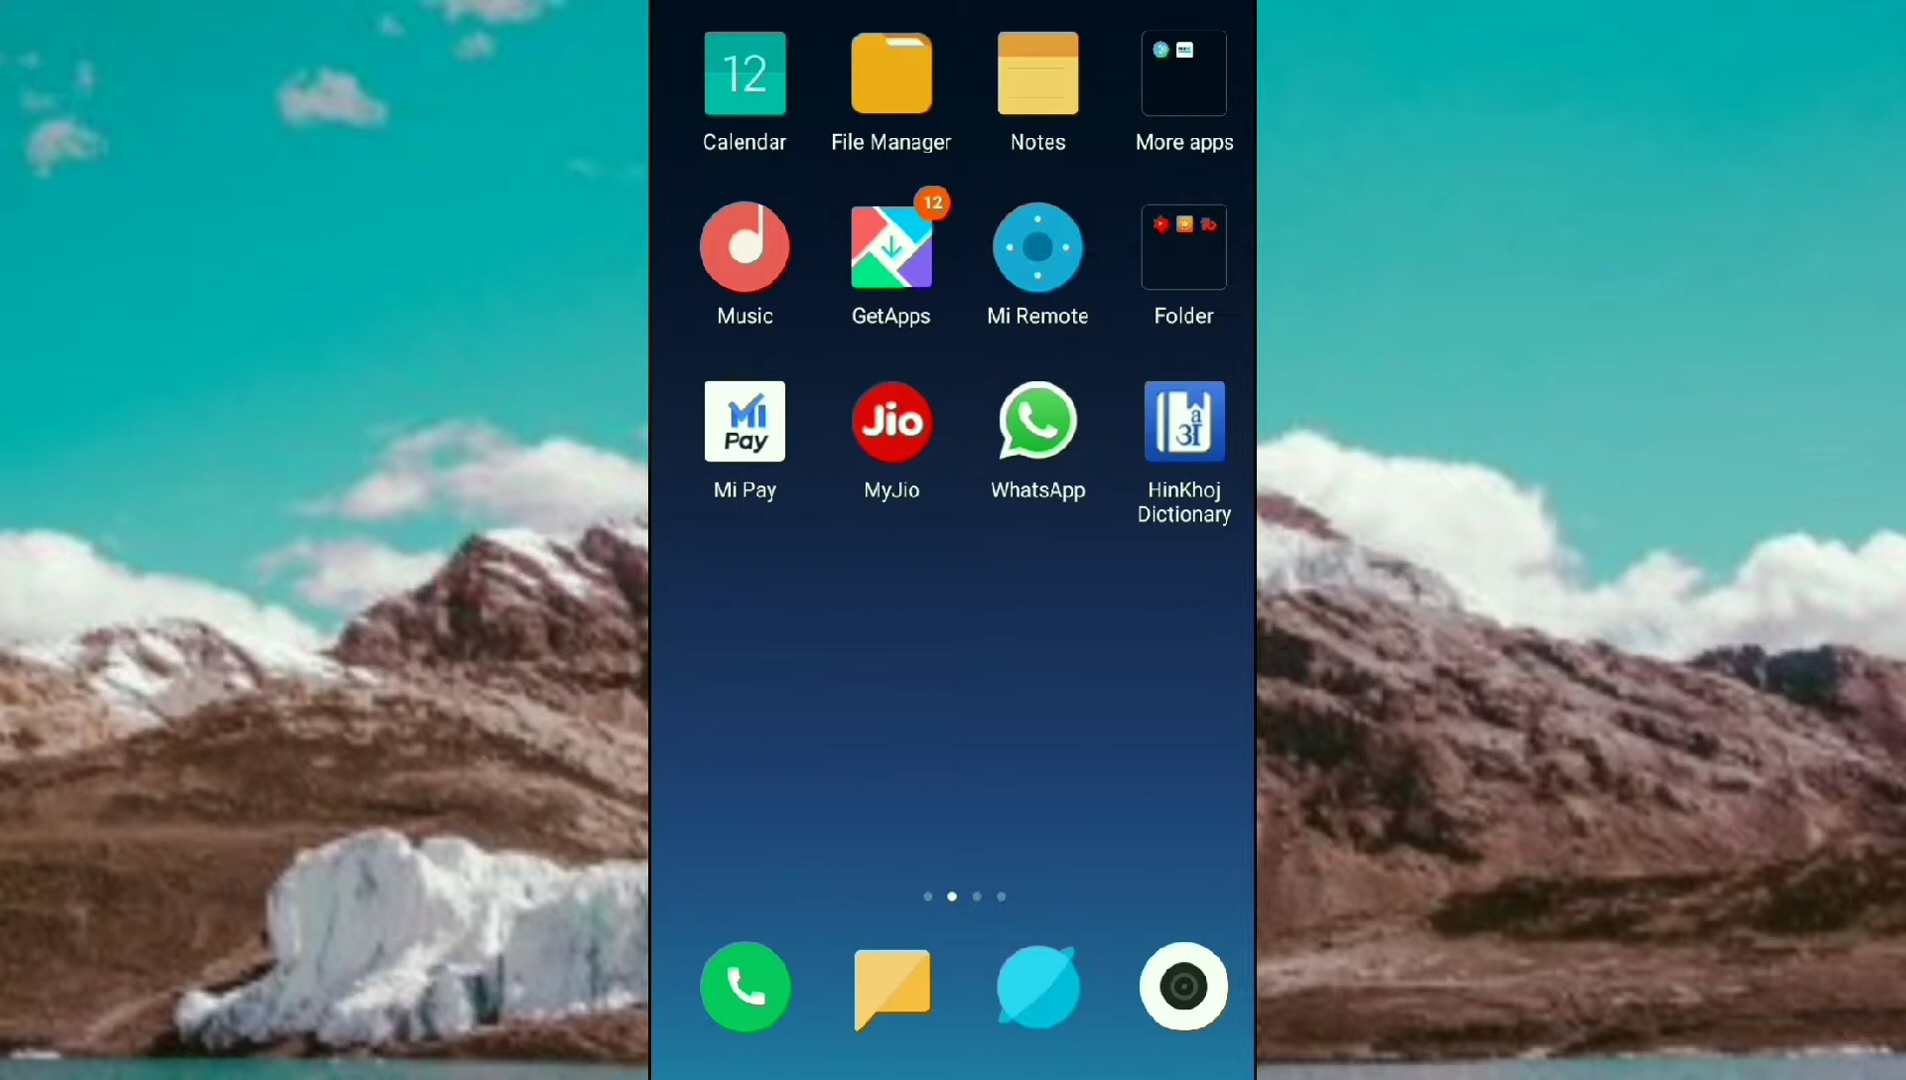 12
Calendar
File Manager
Notes
More apps
12
Music
GetApps
Mi Remote
Folder
MI
Pay
Jio
a
अ
Mi Pay
MyJio
WhatsApp
HinKhoj
Dictionary